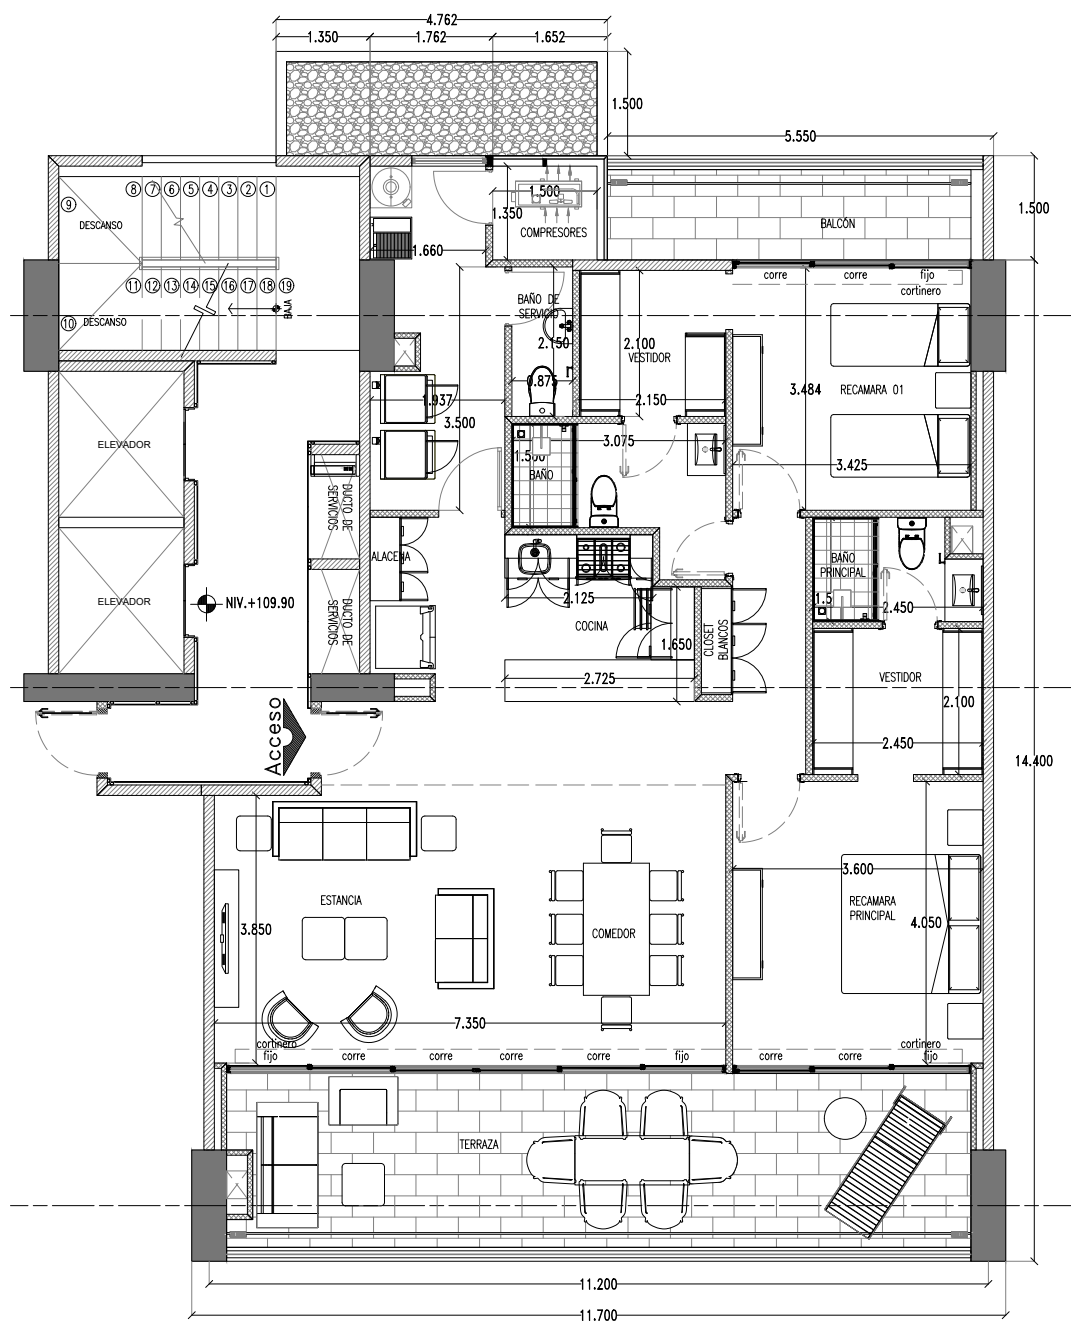 4.762
1.350
1.762
1.652
1.500
5.550
8
7
6
5
4
3
2
1
9
DESCANSO
1.500
1.350
COMPRESORES
BALCÓN
1.500
1.660
11
12
13
14
15
16
17
18
19
BAJA
10
DESCANSO
BAÑO DE
SERVICIO
2.150
0.875
2.100
VESTIDOR
2.150
corre
corre
fijo
cortinero
3.484
RECAMARA 01
3.425
1.937
3.500
3.075
BAÑO
ELEVADOR
ELEVADOR
DUCTO DE
SERVICIOS
DUCTO DE
SERVICIOS
ALACENA
NIV.+109.90
2.125
COCINA
1.650
CLOSET
BLANCOS
2.725
BAÑO
PRINCIPAL
1.5
2.450
VESTIDOR
2.100
2.450
14.400
Acceso
ESTANCIA
3.850
COMEDOR
7.350
3.600
RECAMARA
PRINCIPAL
4.050
cortinero
fijo
corre
corre
corre
corre
fijo
corre
corre
cortinero
fijo
TERRAZA
11.200
11.700